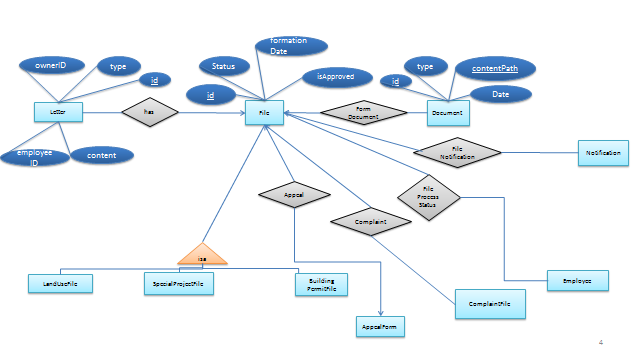 formation
Date
ownerID
type
Status
type
contentPath
id
isApproved
id
id
Date
Letter
has
File
Form
Document
Document
employee
ID
content
File
Notification
Notification
Appeal
File
Process
Status
Complaint
isa
LandUseFile
SpecialProjectFile
Building
PermitFile
Employee
ComplaintFile
AppealForm
4